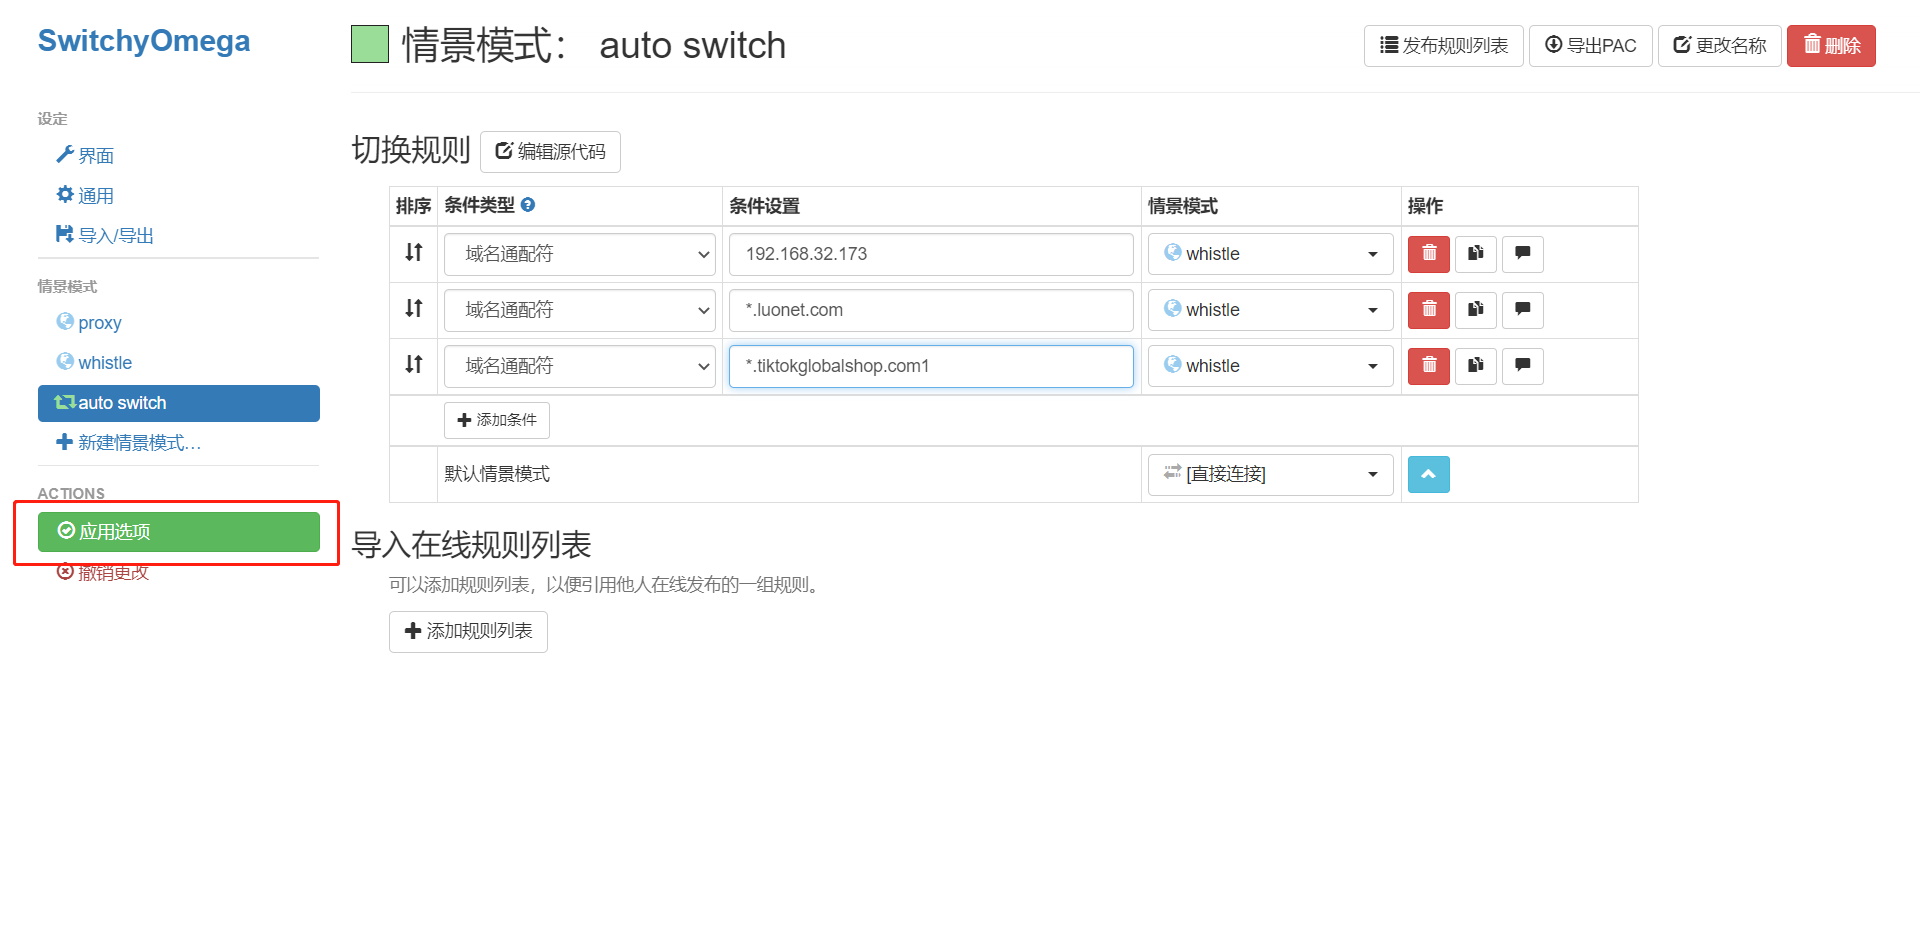 SwitchyOmega
设定
界面
通用
导入/导出
情景模式
proxy
whistle
auto switch
新建情景模式…
ACTIONS
应用选项
撤销更改
情景模式： auto switch
发布规则列表 导出PAC 更改名称 删除
切换规则 编辑源代码
排序 条件类型 条件设置 情景模式 操作
域名通配符 192.168.32.173 whistle
域名通配符 *.luonet.com whistle
域名通配符 *.tiktokglobalshop.com1 whistle
添加条件
默认情景模式 [直接连接]
导入在线规则列表
可以添加规则列表，以便引用他人在线发布的一组规则。
添加规则列表